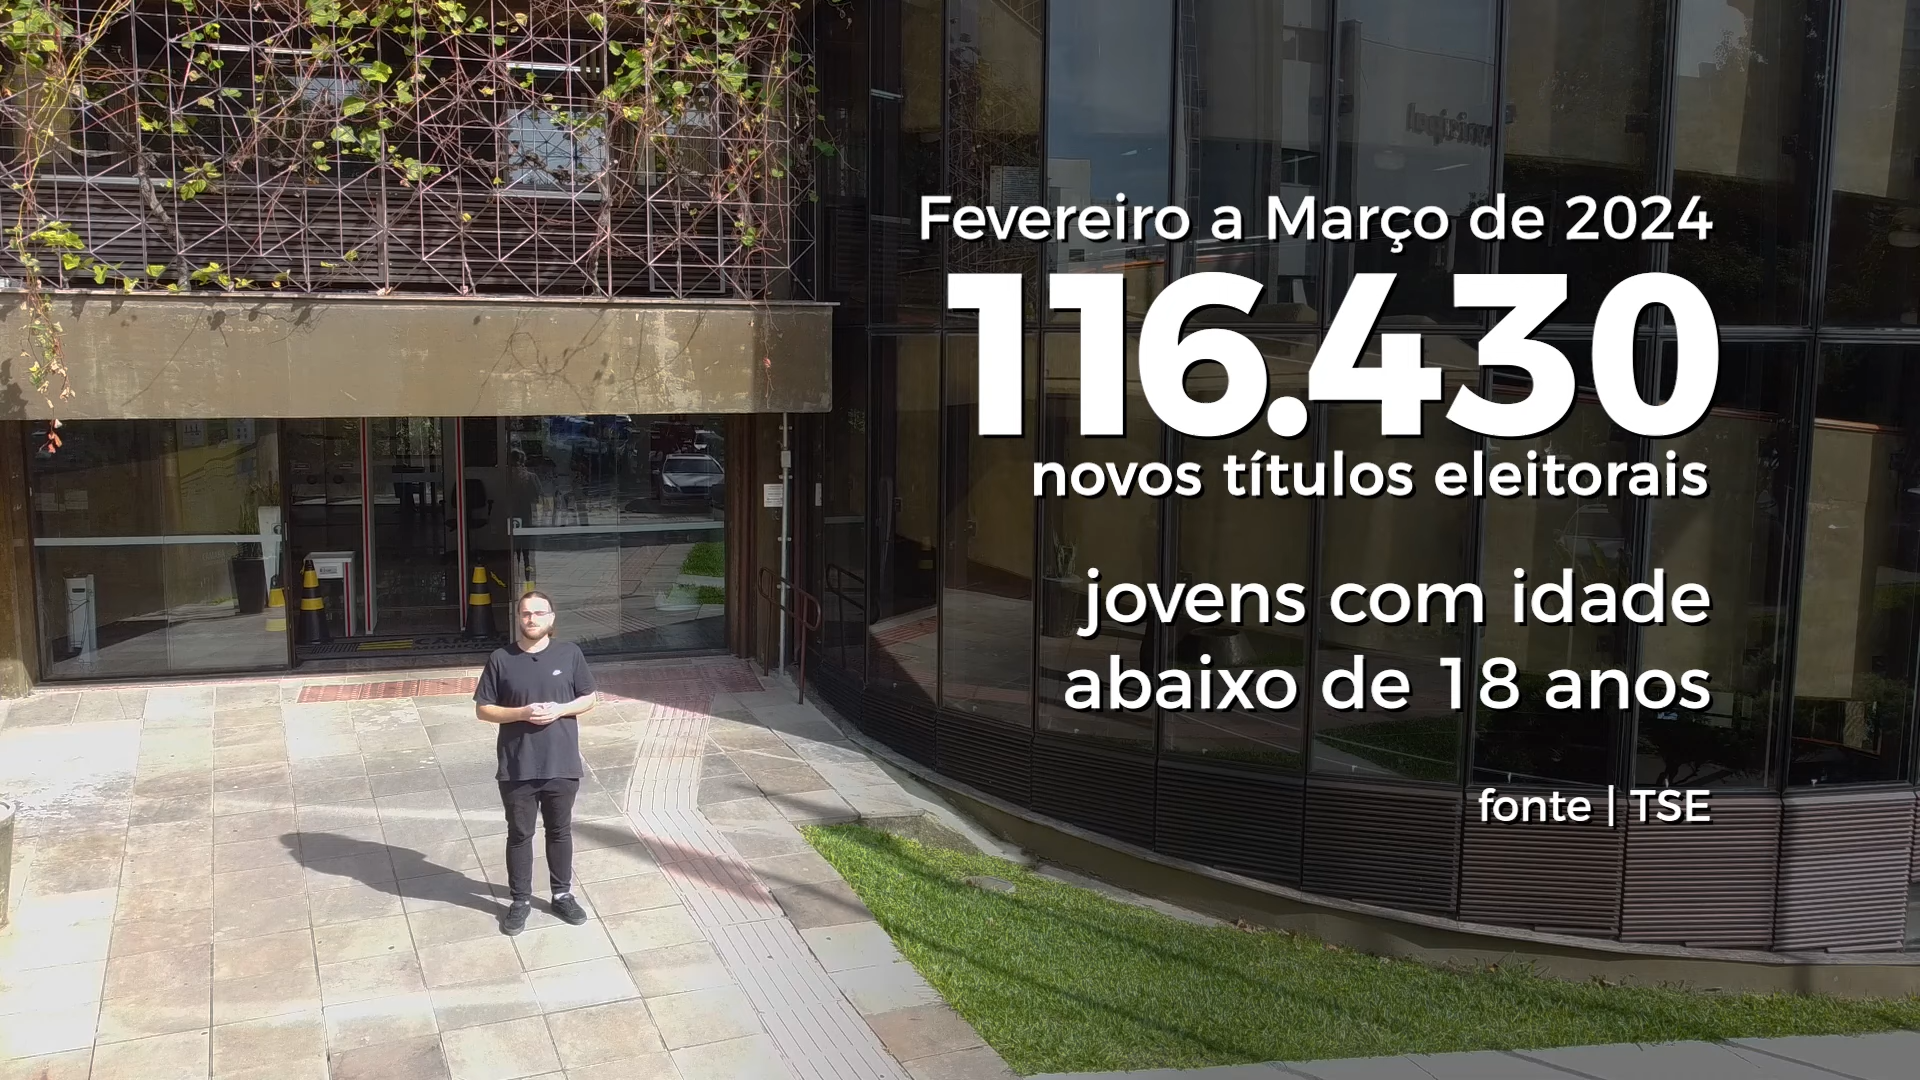 Fevereiro a Março de 2024
116.430
novos títulos eleitorais
jovens com idade
abaixo de 18 anos
fonte | TSE